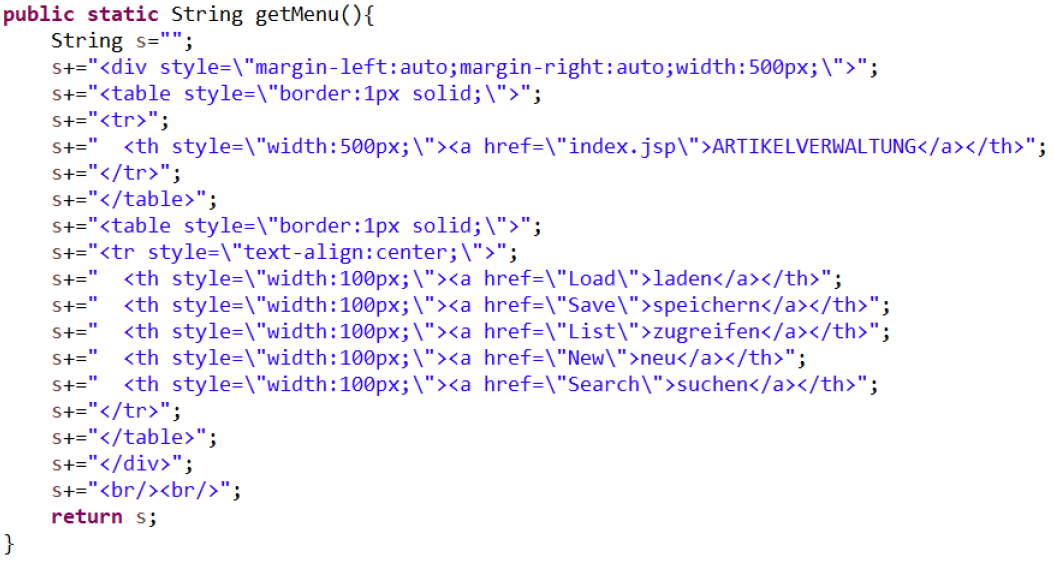 public static String getMenu(){
    String s="";
    s+="<div style=\"margin-left:auto;margin-right:auto;width:500px;\">";
    s+="<table style=\"border:1px solid;\">";
    s+="<tr>";
    s+="  <th style=\"width:500px;\"><a href=\"index.jsp\">ARTIKELVERWALTUNG</a></th>";
    s+="</tr>";
    s+="</table>";
    s+="<table style=\"border:1px solid;\">";
    s+="<tr style=\"text-align:center;\">";
    s+="  <th style=\"width:100px;\"><a href=\"Load\">laden</a></th>";
    s+="  <th style=\"width:100px;\"><a href=\"Save\">speichern</a></th>";
    s+="  <th style=\"width:100px;\"><a href=\"List\">zugreifen</a></th>";
    s+="  <th style=\"width:100px;\"><a href=\"New\">neu</a></th>";
    s+="  <th style=\"width:100px;\"><a href=\"Search\">suchen</a></th>";
    s+="</tr>";
    s+="</table>";
    s+="</div>";
    s+="<br/><br/>";
    return s;
}